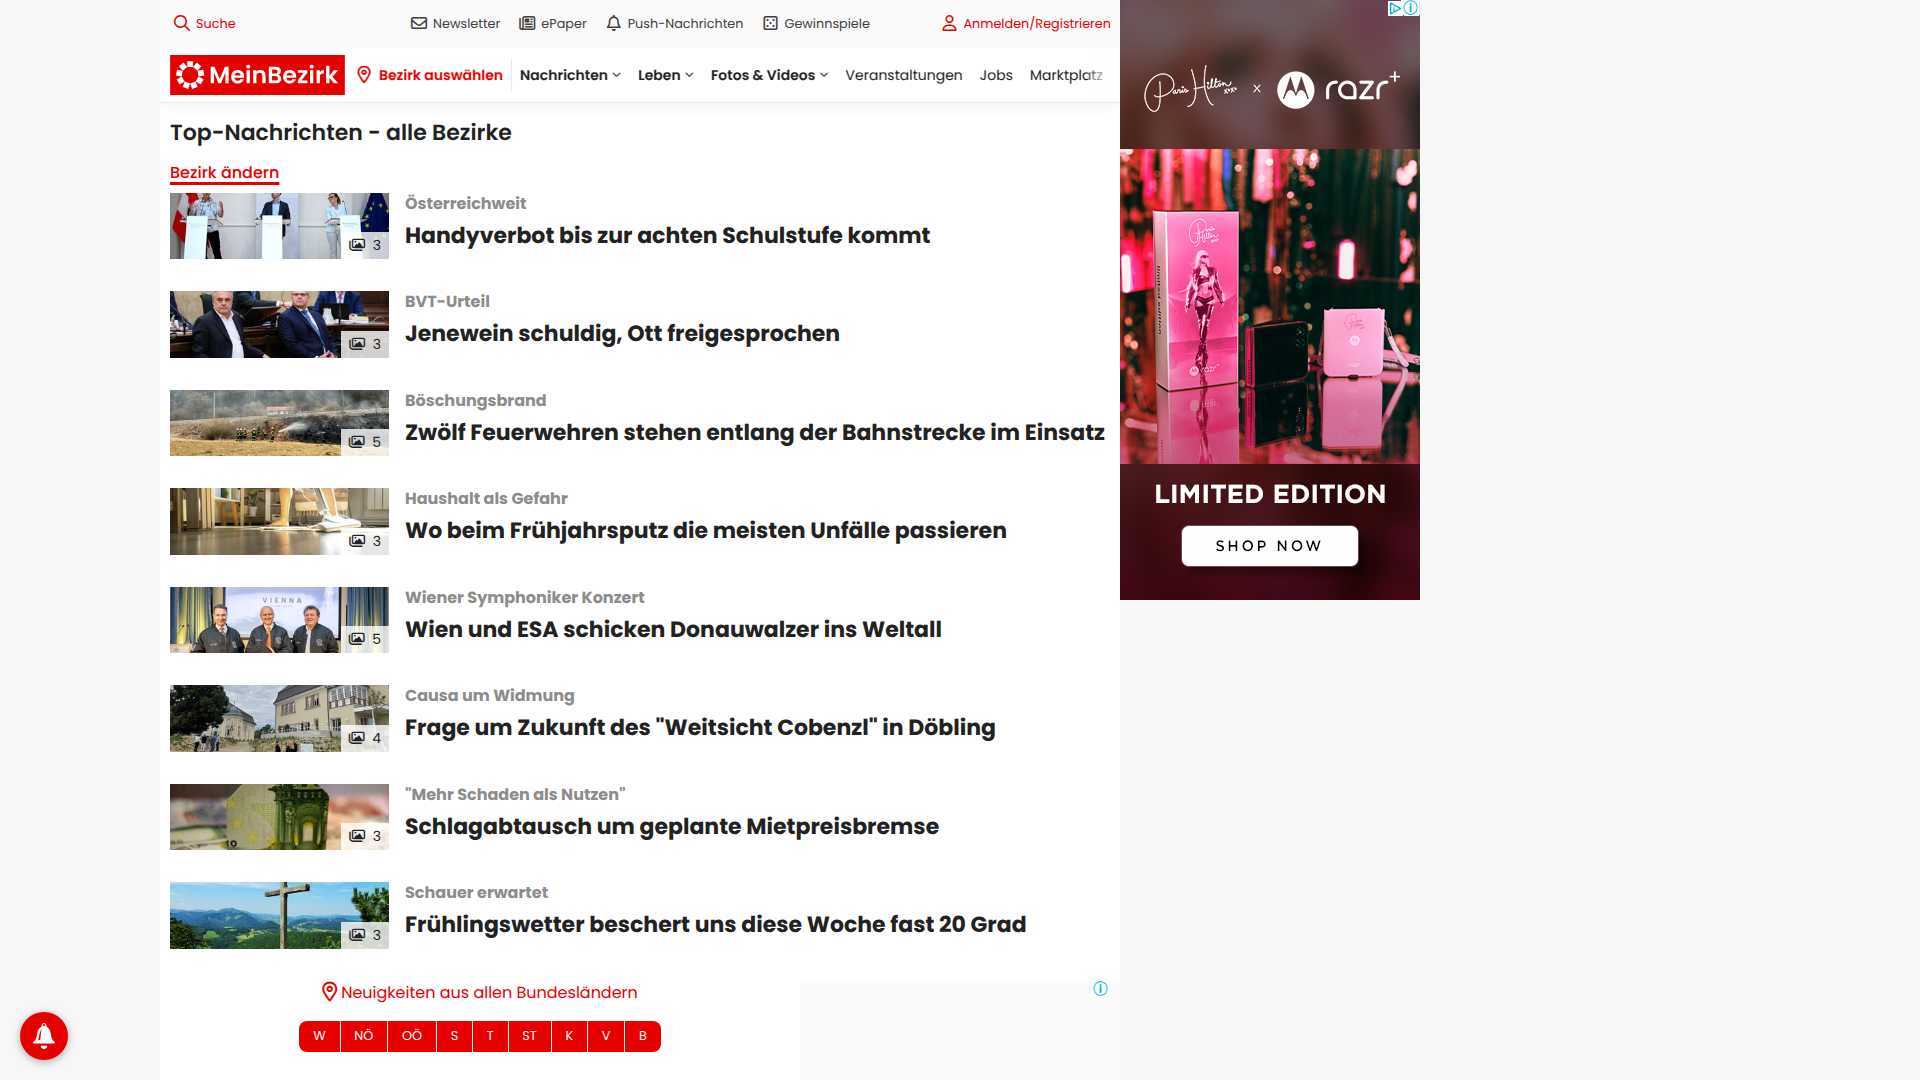 Suche
Newsletter
ePaper
Push-Nachrichten
Gewinnspiele
Anmelden/Registrieren
MeinBezirk
Bezirk auswählen
Nachrichten
Leben
Fotos & Videos
Veranstaltungen
Jobs
Marktplatz
Top-Nachrichten - alle Bezirke
Bezirk ändern
3
Österreichweit
Handyverbot bis zur achten Schulstufe kommt
3
BVT-Urteil
Jenewein schuldig, Ott freigesprochen
5
Böschungsbrand
Zwölf Feuerwehren stehen entlang der Bahnstrecke im Einsatz
3
Haushalt als Gefahr
Wo beim Frühjahrsputz die meisten Unfälle passieren
VIENNA
5
Wiener Symphoniker Konzert
Wien und ESA schicken Donauwalzer ins Weltall
4
Causa um Widmung
Frage um Zukunft des "Weitsicht Cobenzl" in Döbling
10
3
"Mehr Schaden als Nutzen"
Schlagabtausch um geplante Mietpreisbremse
3
Schauer erwartet
Frühlingswetter beschert uns diese Woche fast 20 Grad
Neuigkeiten aus allen Bundesländern
W
NÖ
OÖ
S
T
ST
K
V
B
Paris Hilton
x
razr+
razr
LIMITED EDITION
SHOP NOW